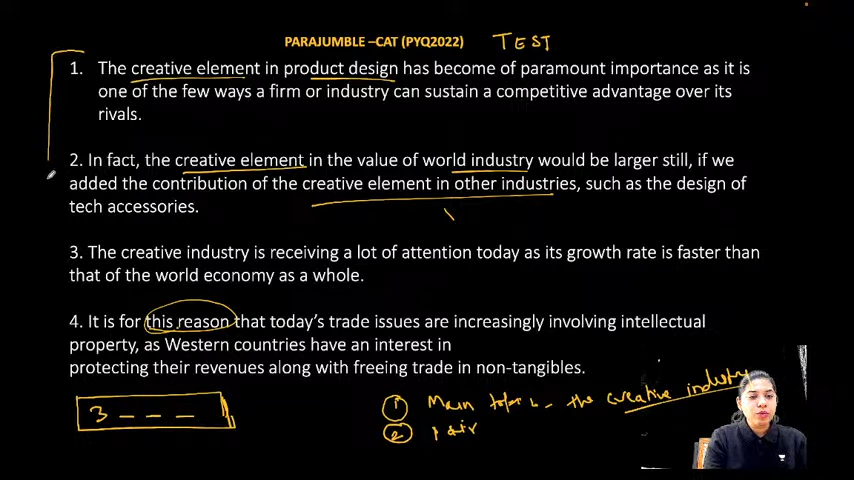 PARAJUMBLE –CAT (PYQ2022) TEST
1. The creative element in product design has become of paramount importance as it is
one of the few ways a firm or industry can sustain a competitive advantage over its
rivals.
2. In fact, the creative element in the value of world industry would be larger still, if we
added the contribution of the creative element in other industries, such as the design of
tech accessories.
3. The creative industry is receiving a lot of attention today as its growth rate is faster than
that of the world economy as a whole.
4. It is for this reason that today's trade issues are increasingly involving intellectual
property, as Western countries have an interest in
protecting their revenues along with freeing trade in non-tangibles.
3 _ _ _
1 Main topic - the creative industry
2 pair